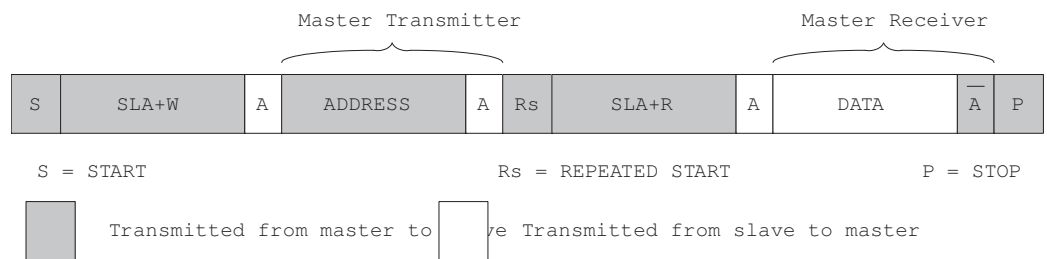 Master Transmitter Master Receiver
S SLA+W A ADDRESS A Rs SLA+R A DATA A̅ P
S = START Rs = REPEATED START P = STOP
Transmitted from master to Transmitted from slave to master